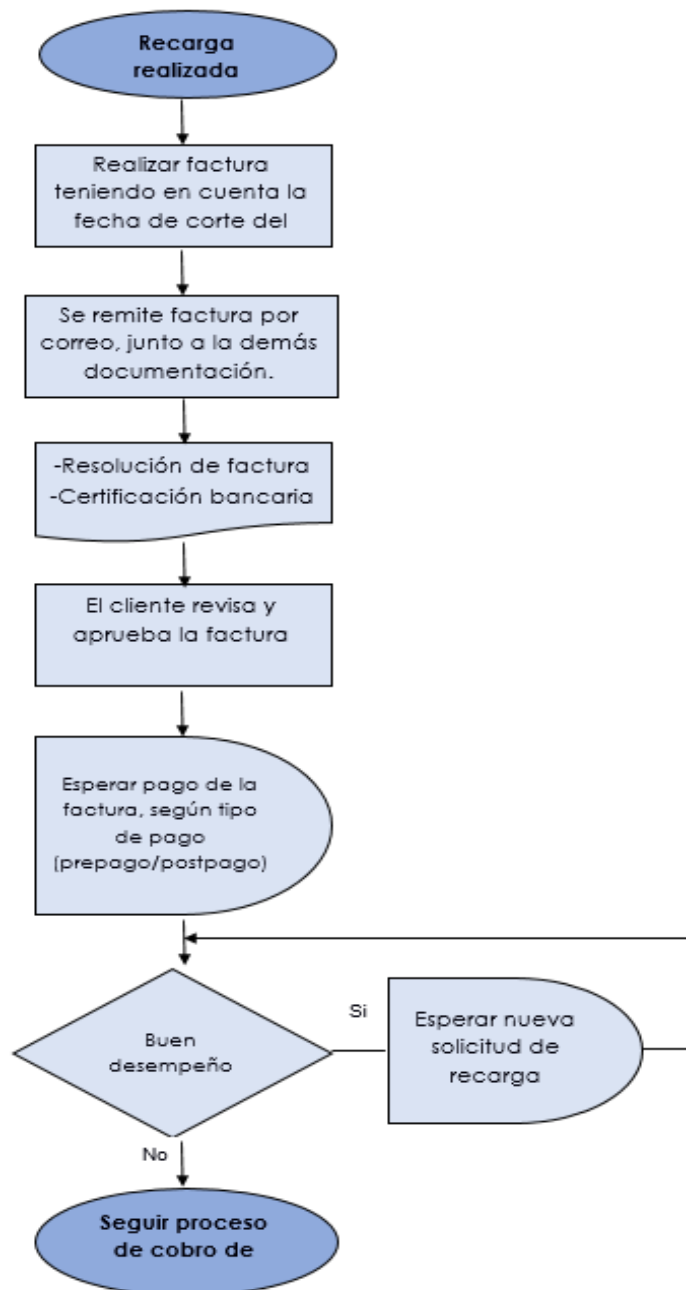 Recarga
realizada
Realizar factura
teniendo en cuenta la
fecha de corte del
Se remite factura por
correo, junto a la demás
documentación.
-Resolución de factura
-Certificación bancaria
El cliente revisa y
aprueba la factura
Esperar pago de la
factura, según tipo
de pago
(prepago/postpago)
Buen
desempeño
Si
Esperar nueva
solicitud de
recarga
No
Seguir proceso
de cobro de